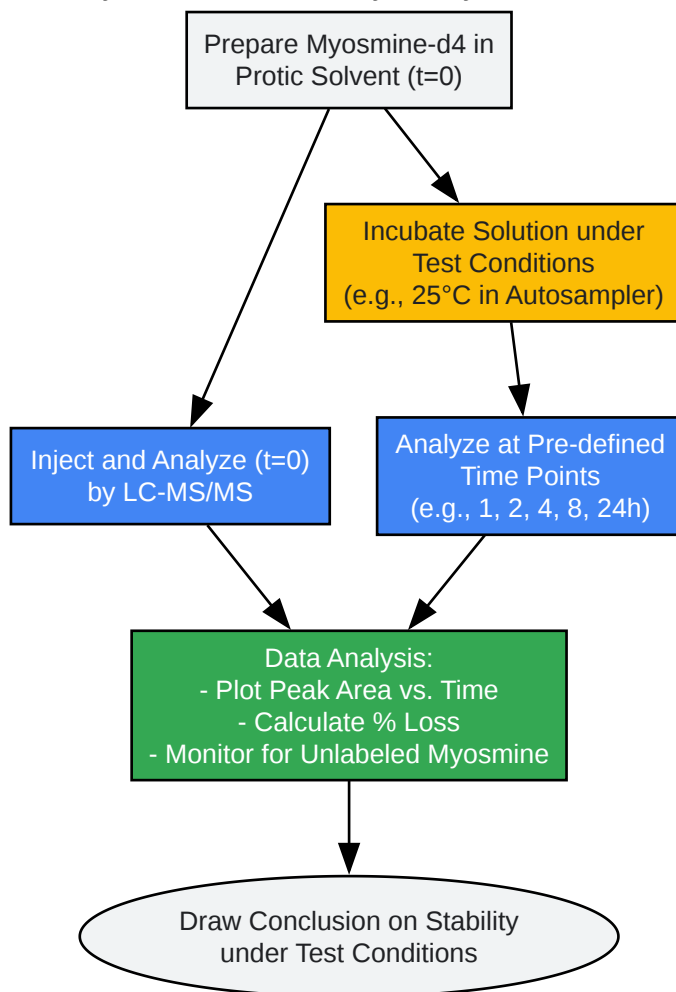 Prepare Myosmine-d4 in
Protic Solvent (t=0)
Incubate Solution under
Test Conditions
(e.g., 25°C in Autosampler)
Inject and Analyze (t=0)
by LC-MS/MS
Analyze at Pre-defined
Time Points
(e.g., 1, 2, 4, 8, 24h)
Data Analysis:
- Plot Peak Area vs. Time
- Calculate % Loss
- Monitor for Unlabeled Myosmine
Draw Conclusion on Stability
under Test Conditions